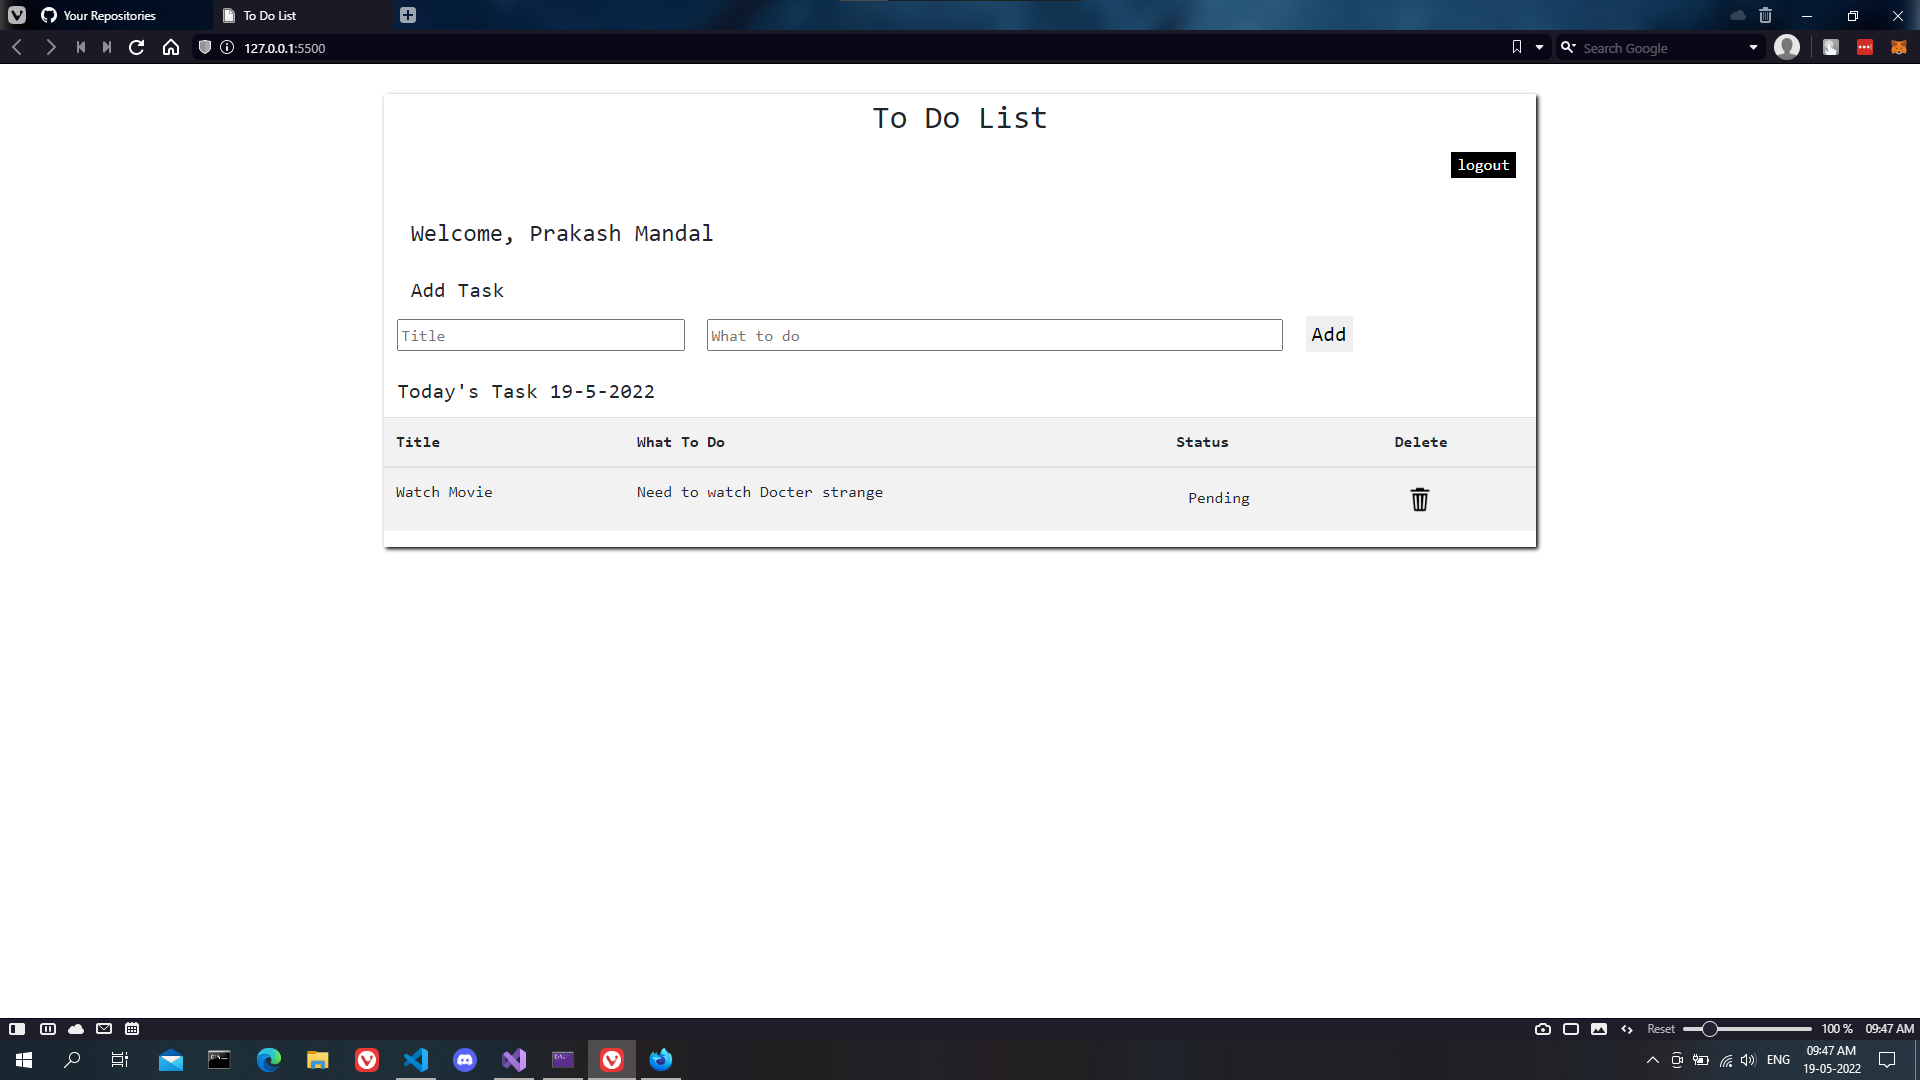 Your Repositories
To Do List
127.0.0.1:5500
Search Google
To Do List
logout
Welcome, Prakash Mandal
Add Task
Title
What to do
Add
Today's Task 19-5-2022
Title What To Do Status Delete
Watch Movie Need to watch Docter strange Pending
Reset 100 % 09:47 AM
ENG
09:47 AM
19-05-2022